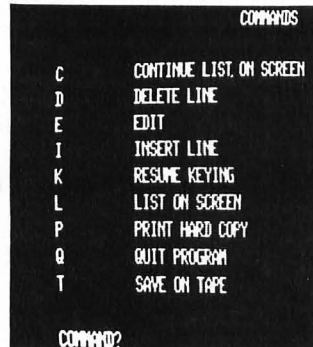 COMMANDS
C CONTINUE LIST, ON SCREEN
D DELETE LINE
E EDIT
I INSERT LINE
K RESUME KEYING
L LIST ON SCREEN
P PRINT HARD COPY
Q QUIT PROGRAM
T SAVE ON TAPE
COMMAND?